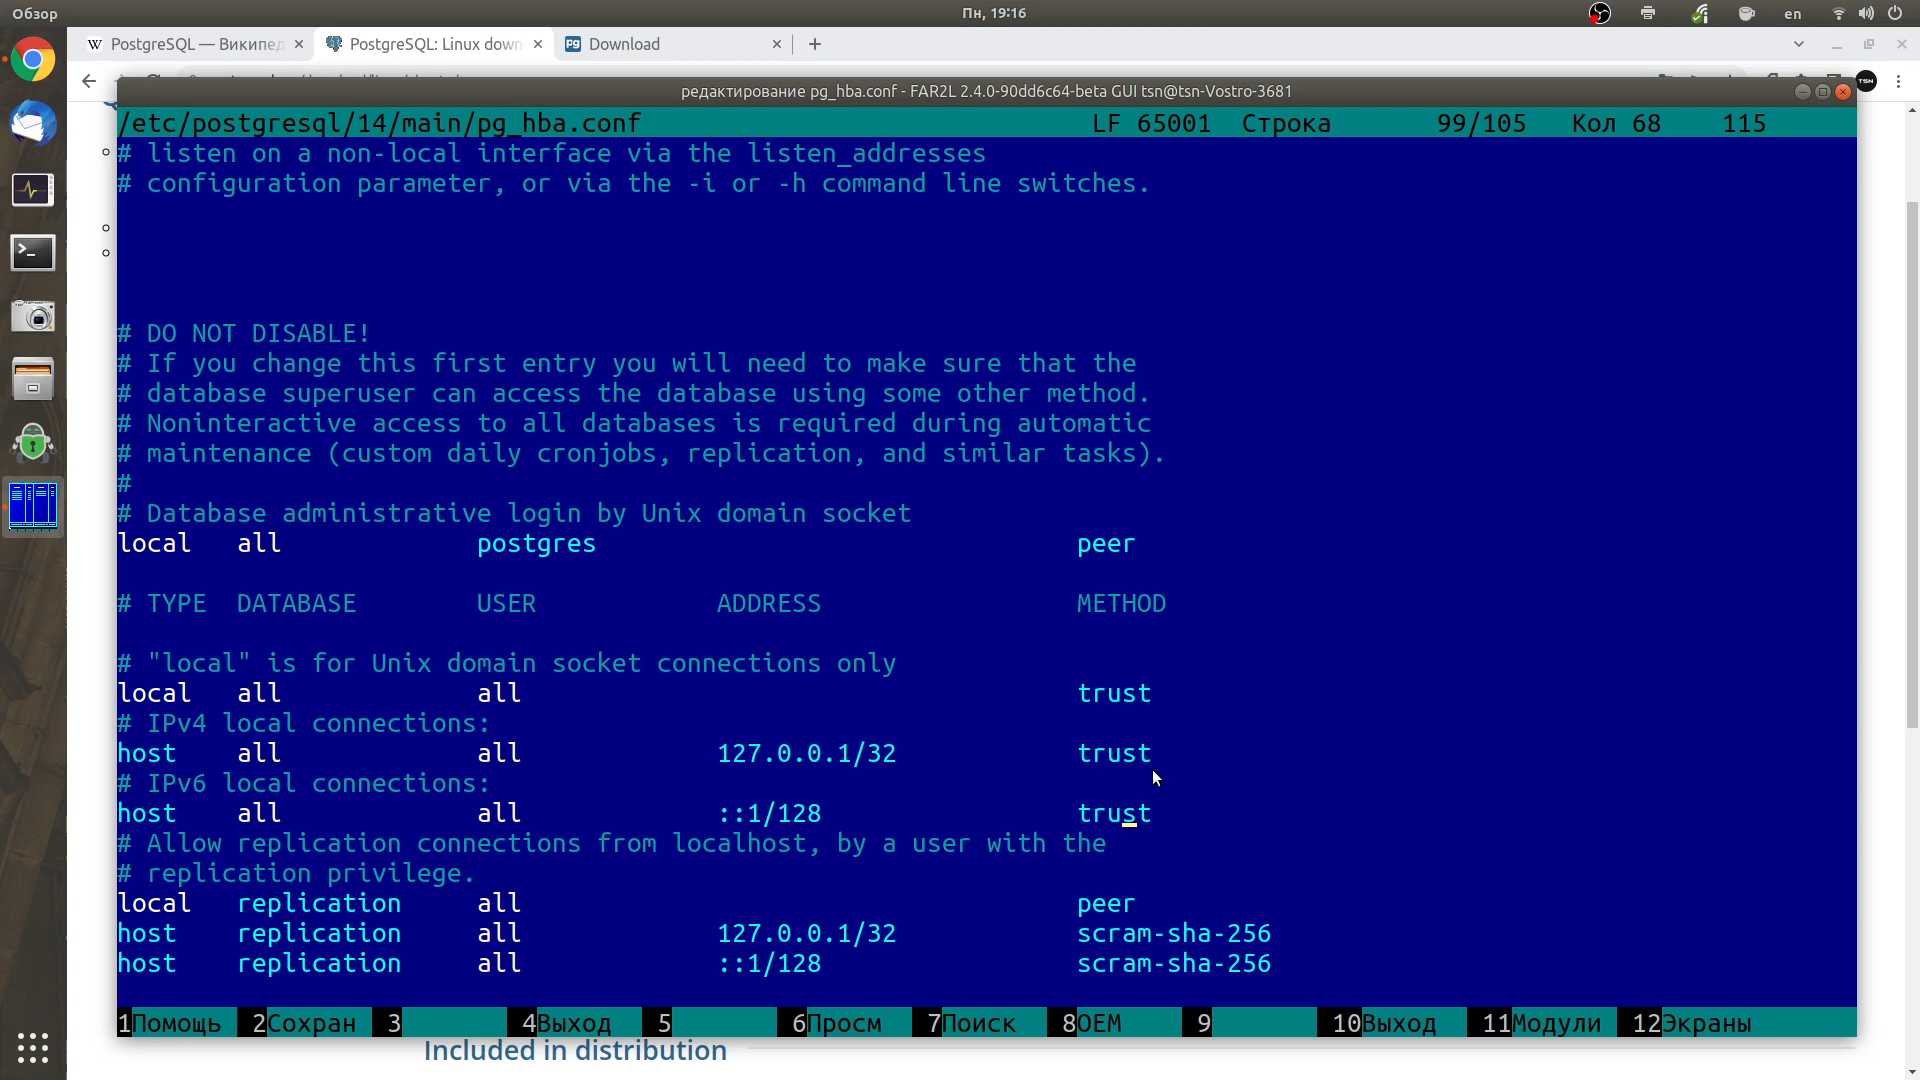 Обзор
Пн, 19:16
en
PostgreSQL — Википед
PostgreSQL: Linux down
Download
редактирование pg_hba.conf - FAR2L 2.4.0-90dd6c64-beta GUI tsn@tsn-Vostro-3681
TSN
/etc/postgresql/14/main/pg_hba.conf LF 65001 Строка 99/105 Кол 68 115
# listen on a non-local interface via the listen_addresses
# configuration parameter, or via the -i or -h command line switches.
# DO NOT DISABLE!
# If you change this first entry you will need to make sure that the
# database superuser can access the database using some other method.
# Noninteractive access to all databases is required during automatic
# maintenance (custom daily cronjobs, replication, and similar tasks).
#
# Database administrative login by Unix domain socket
local all postgres peer
# TYPE DATABASE USER ADDRESS METHOD
# "local" is for Unix domain socket connections only
local all all trust
# IPv4 local connections:
host all all 127.0.0.1/32 trust
# IPv6 local connections:
host all all ::1/128 trust
# Allow replication connections from localhost, by a user with the
# replication privilege.
local replication all peer
host replication all 127.0.0.1/32 scram-sha-256
host replication all ::1/128 scram-sha-256
1Помощь 2Сохран 3 4Выход 5 6Просм 7Поиск 8OEM 9 10Выход 11Модули 12Экраны
Included in distribution